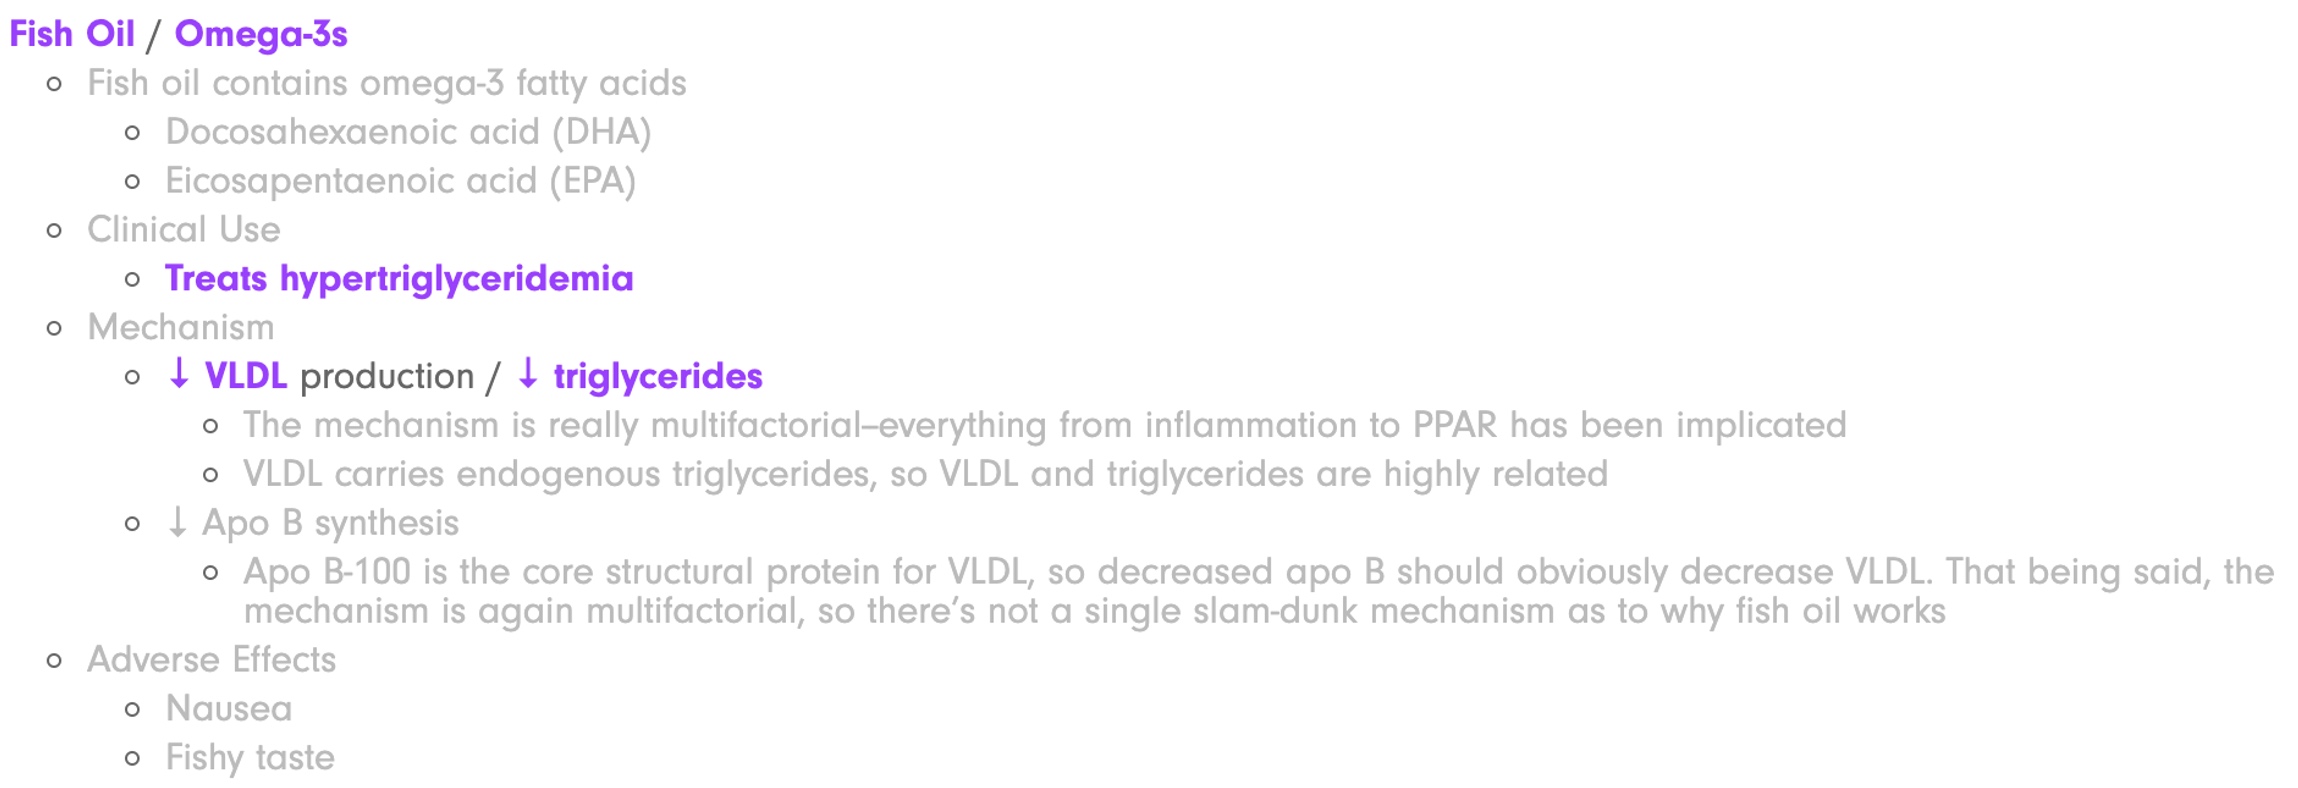 Fish Oil / Omega-3s
Fish oil contains omega-3 fatty acids
Docosahexaenoic acid (DHA)
Eicosapentaenoic acid (EPA)
Clinical Use
Treats hypertriglyceridemia
Mechanism
↓ VLDL production / ↓ triglycerides
The mechanism is really multifactorial–everything from inflammation to PPAR has been implicated
VLDL carries endogenous triglycerides, so VLDL and triglycerides are highly related
↓ Apo B synthesis
Apo B-100 is the core structural protein for VLDL, so decreased apo B should obviously decrease VLDL. That being said, the
mechanism is again multifactorial, so there’s not a single slam-dunk mechanism as to why fish oil works
Adverse Effects
Nausea
Fishy taste